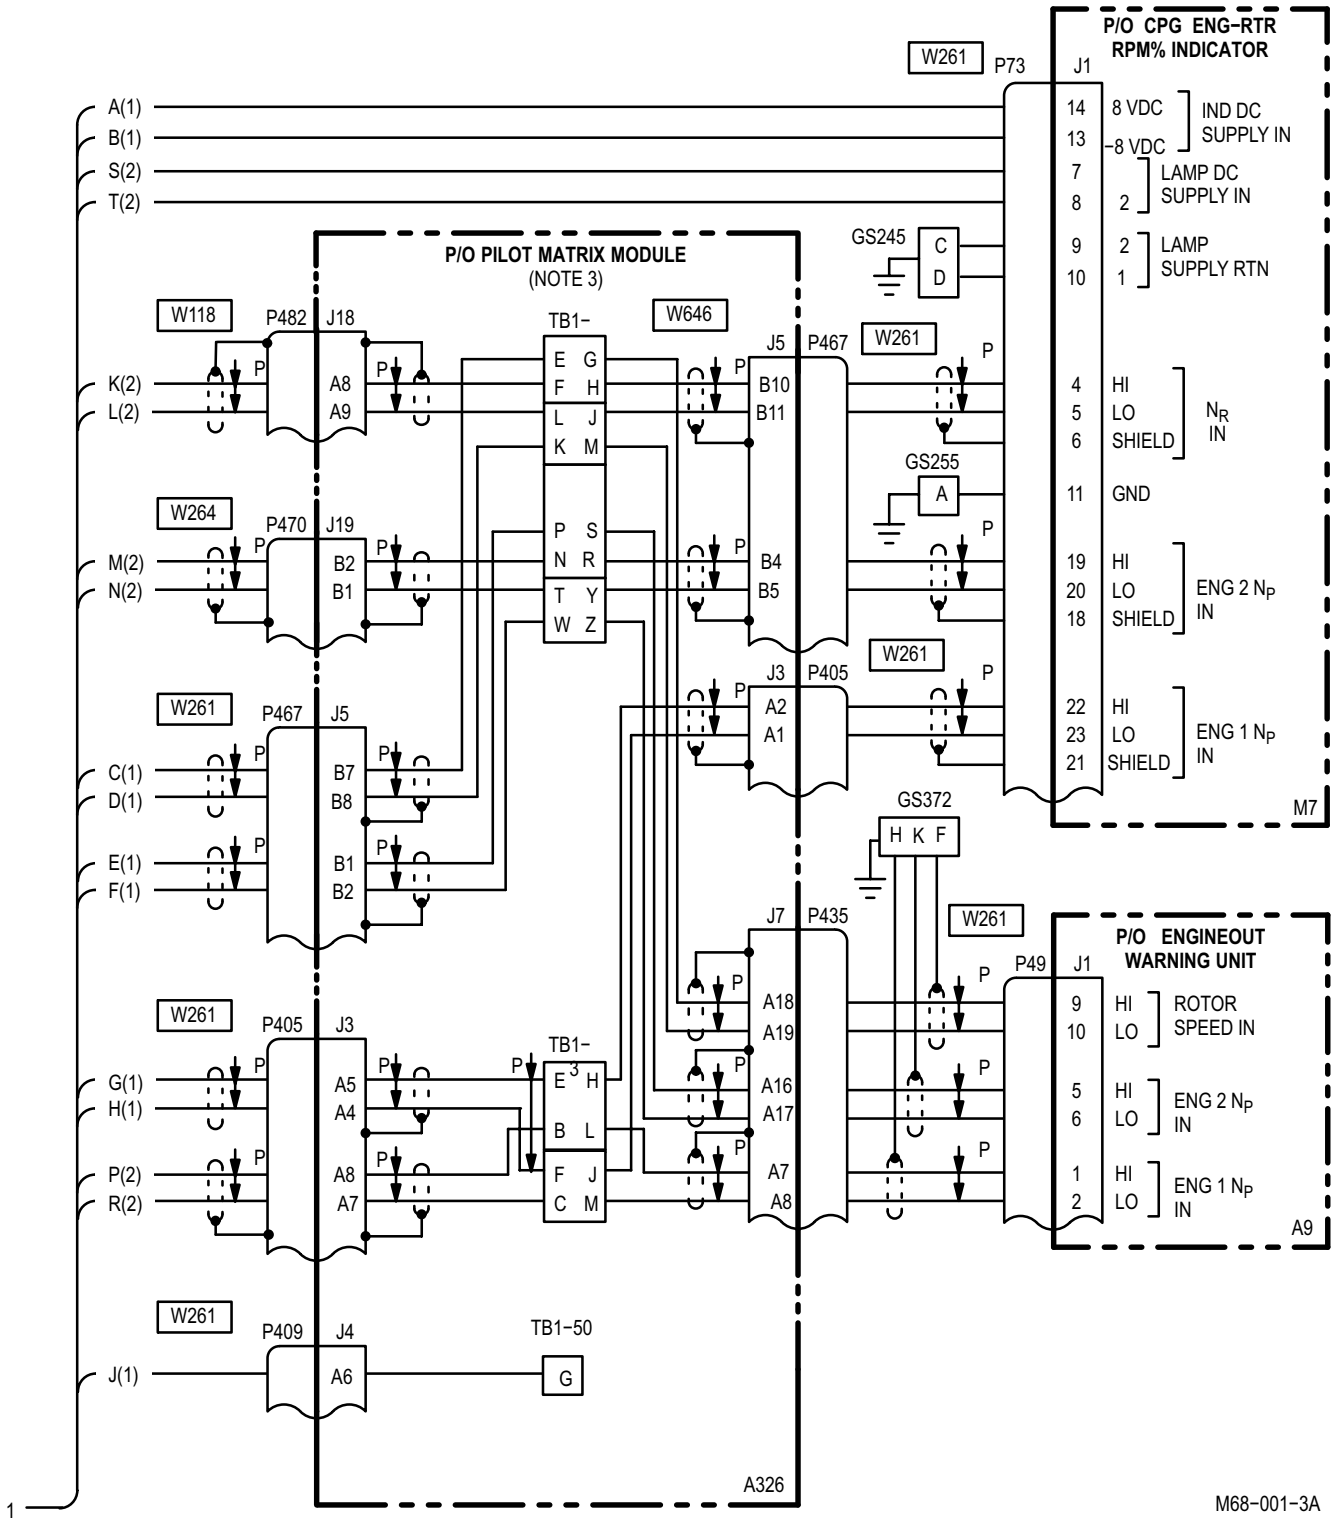 P/O CPG ENG−RTR
RPM% INDICATOR
W261
P73
J1
A(1)
14 8 VDC
IND DC
SUPPLY IN
B(1)
13 −8 VDC
S(2)
7
LAMP DC
SUPPLY IN
T(2)
8 2
GS245
C
D
9 2
LAMP
SUPPLY RTN
10 1
P/O PILOT MATRIX MODULE
(NOTE 3)
W118
P482 J18
TB1−
W646
J5 P467
W261
P
P
E G
P
P
K(2)
A8
F H
B10
4 HI
L(2)
A9
L J
B11
5 LO
NR
IN
K M
6 SHIELD
GS255
A
11 GND
W264
P470 J19
P
P
P S
P
P
M(2)
B2
N R
B4
19 HI
N(2)
B1
T Y
B5
20 LO
ENG 2 NP
IN
W Z
18 SHIELD
W261
J3 P405
P
P
W261
P467 J5
A2
22 HI
A1
23 LO
ENG 1 NP
IN
21 SHIELD
P
P
C(1)
B7
D(1)
B8
M7
GS372
H K F
P
P
E(1)
B1
F(1)
B2
J7 P435
W261
P/O ENGINEOUT
WARNING UNIT
P49 J1
P
P
A18
9 HI
ROTOR
SPEED IN
A19
10 LO
W261
P405 J3
TB1−
3
P
P
P
P
P
G(1)
A5
E H
A16
5 HI
ENG 2 NP
IN
H(1)
A4
A17
6 LO
B L
P
P
P
P
P(2)
A8
F J
A7
1 HI
ENG 1 NP
IN
R(2)
A7
C M
A8
2 LO
A9
W261
P409 J4
TB1−50
J(1)
A6
G
A326
1
M68−001−3A